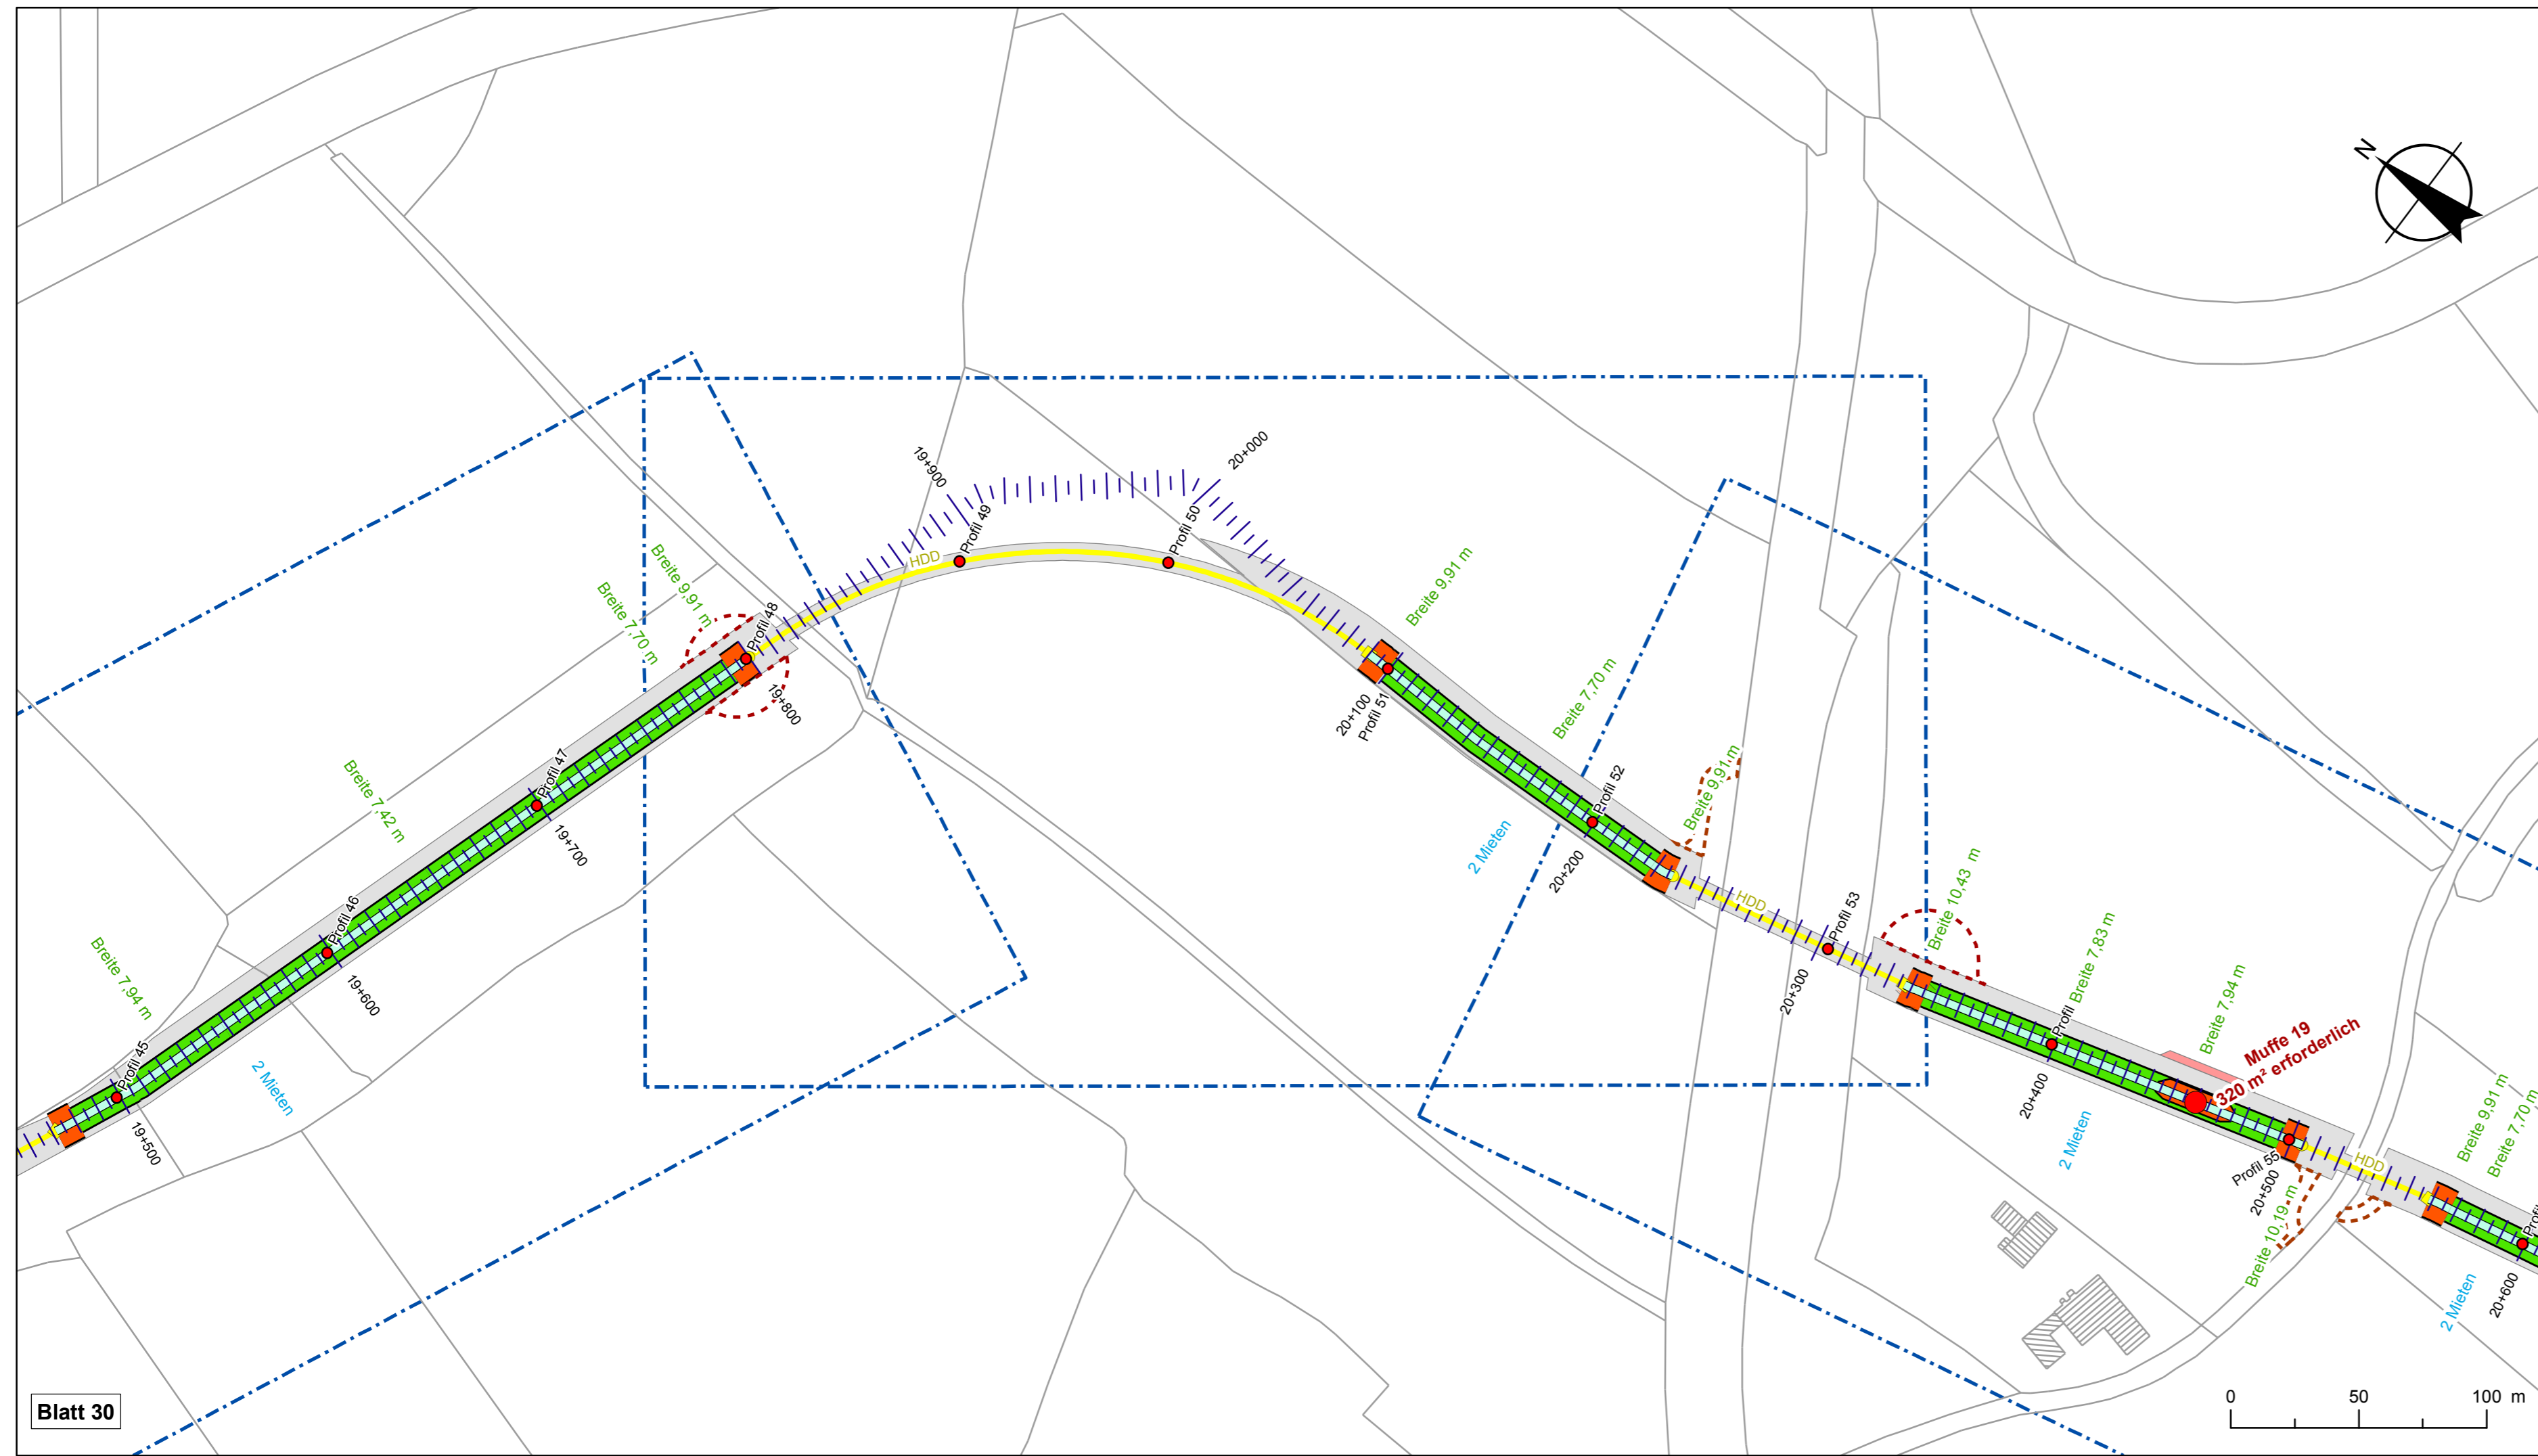 N
19+900
20+000
Profil 49
Profil 50
HDD
Breite 9,91 m
Breite 7,70 m
Profil 48
19+800
Breite 9,91 m
20+100
Profil 51
Breite 7,70 m
Profil 52
Breite 9,91 m
2 Mieten
20+200
HDD
Profil 53
20+300
Breite 10,43 m
Breite 7,42 m
Profil 47
19+700
Profil 46
19+600
Breite 7,94 m
Profil 45
19+500
2 Mieten
Profil
Breite 7,83 m
20+400
2 Mieten
Breite 7,94 m
Muffe 19
320 m² erforderlich
Profil 55
20+500
Breite 10,19 m
HDD
Breite 9,91 m
Breite 7,70 m
Profil
20+600
2 Mieten
Blatt 30
0 50 100 m